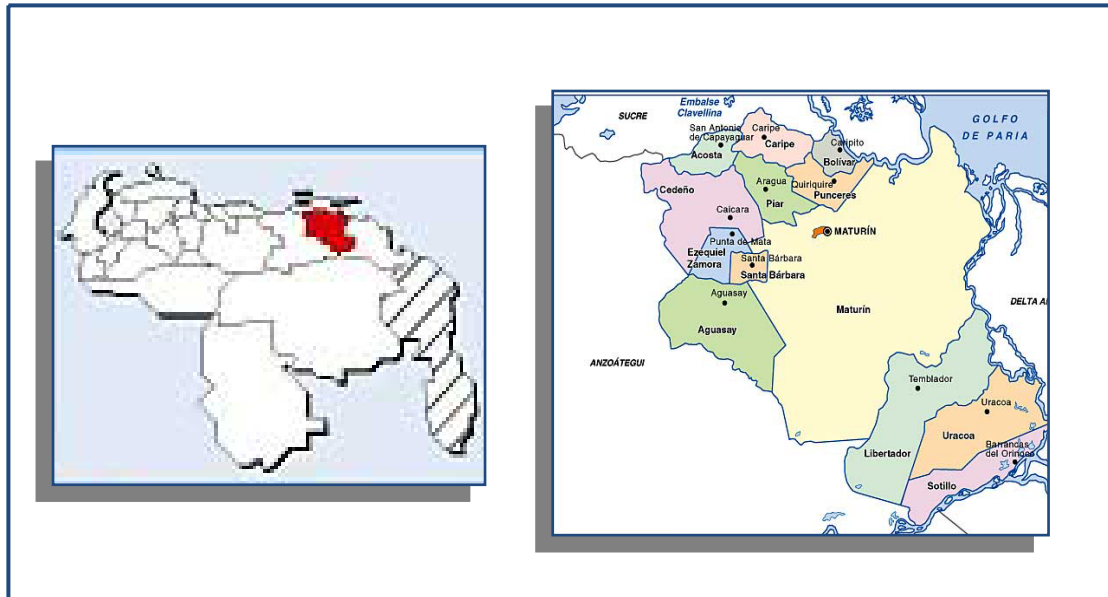 SUCRE
Embalse
Clavellina
GOLFO
DE PARIA
San Antonio
de Capayaguar
Acosta
Caripe
Caripe
Caripito
Bolívar
Cedeño
Aragua
Piar
Quiriquire
Punceres
Caicara
Punta de Mata
Ezequiel
Zamora
MATURÍN
Santa Bárbara
Santa Bárbara
Aguasay
Aguasay
Maturín
DELTA A
ANZOÁTEGUI
Temblador
Uracoa
Uracoa
Libertador
Barrancas
del Orinoco
Sotillo